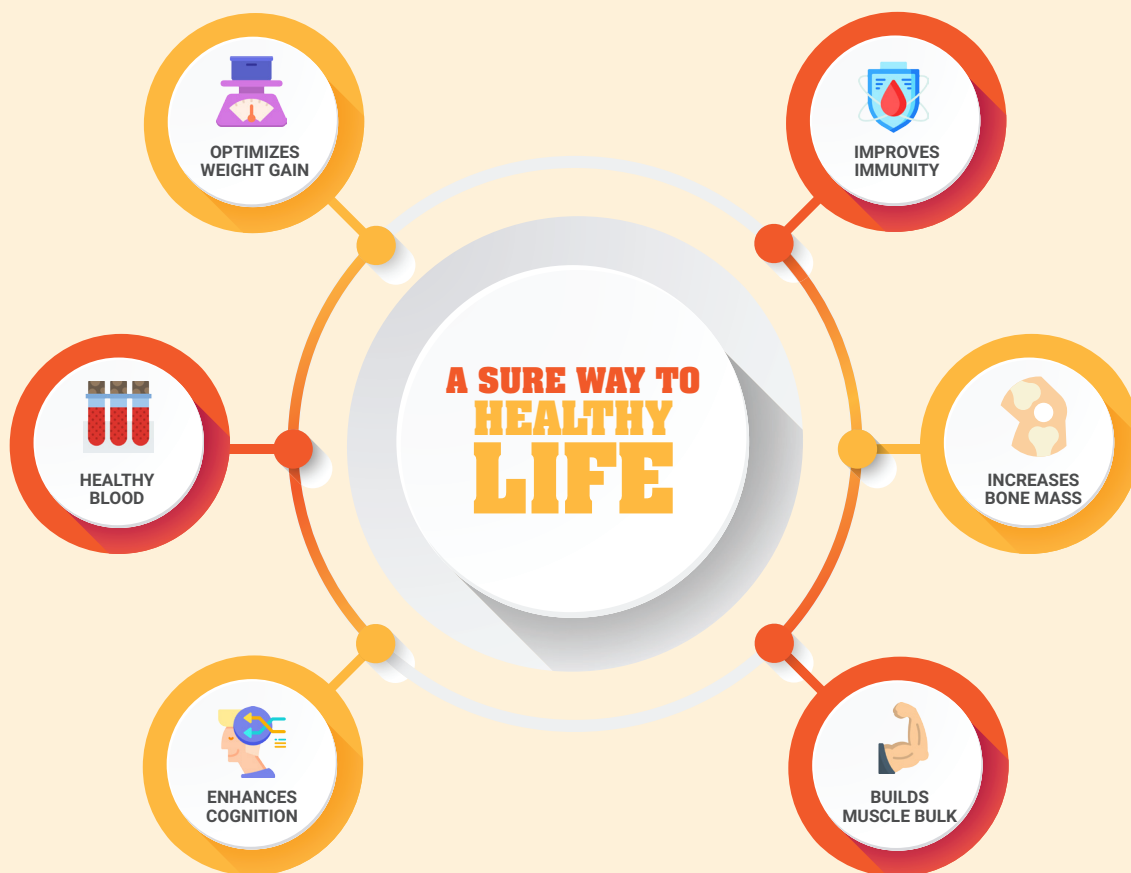 OPTIMIZES
WEIGHT GAIN
IMPROVES
IMMUNITY
A SURE WAY TO
HEALTHY
LIFE
HEALTHY
BLOOD
INCREASES
BONE MASS
ENHANCES
COGNITION
BUILDS
MUSCLE BULK